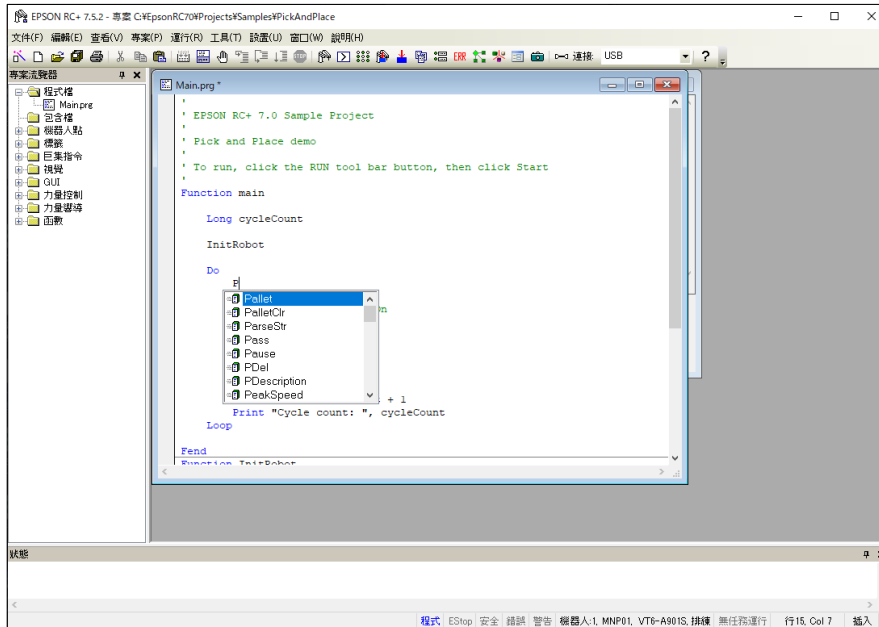 EPSON RC+ 7.5.2 - 專案 C:¥EpsonRC70¥Projects¥Samples¥PickAndPlace
文件(F) 編輯(E) 查看(V) 專案(P) 運行(R) 工具(T) 設置(U) 窗口(W) 說明(H)
ERR 連接: USB ?
專案流覽器
程式檔
Main.prg
包含檔
機器人點
標籤
巨集指令
視覺
GUI
力量控制
力量嚮導
函數
Main.prg *
'
' EPSON RC+ 7.0 Sample Project
'
' Pick and Place demo
'
' To run, click the RUN tool bar button, then click Start
'
Function main
Long cycleCount
InitRobot
Do
P
Pallet
PalletClr
ParseStr
Pass
Pause
PDel
PDescription
PeakSpeed
+ 1
Print "Cycle count: ", cycleCount
Loop
Fend
Function InitRobot
狀態
程式 EStop 安全 錯誤 警告 機器人:1, MNP01, VT6-A901S, 排練 無任務運行 行15, Col 7 插入